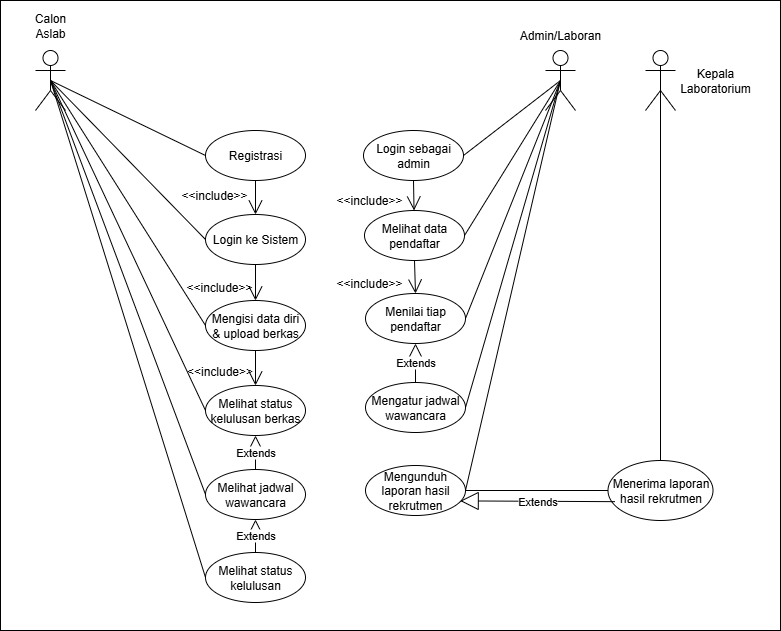 Calon
Aslab
Admin/Laboran
Kepala
Laboratorium
Registrasi
<<include>>
Login ke Sistem
<<include>>
Mengisi data diri
& upload berkas
<<include>>
Melihat status
kelulusan berkas
Extends
Melihat jadwal
wawancara
Extends
Melihat status
kelulusan
Login sebagai
admin
<<include>>
Melihat data
pendaftar
<<include>>
Menilai tiap
pendaftar
Extends
Mengatur jadwal
wawancara
Mengunduh
laporan hasil
rekrutmen
Extends
Menerima laporan
hasil rekrutmen